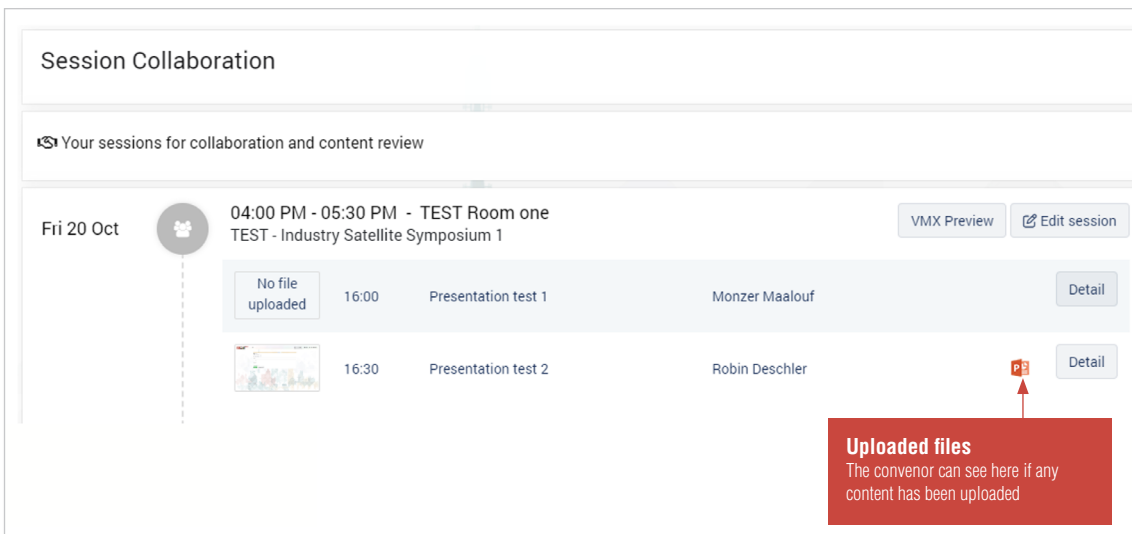 Session Collaboration
Your sessions for collaboration and content review
Fri 20 Oct
04:00 PM - 05:30 PM - TEST Room one
TEST - Industry Satellite Symposium 1
VMX Preview
Edit session
No file
uploaded
16:00
Presentation test 1
Monzer Maalouf
Detail
16:30
Presentation test 2
Robin Deschler
P
Detail
Uploaded files
The convenor can see here if any
content has been uploaded